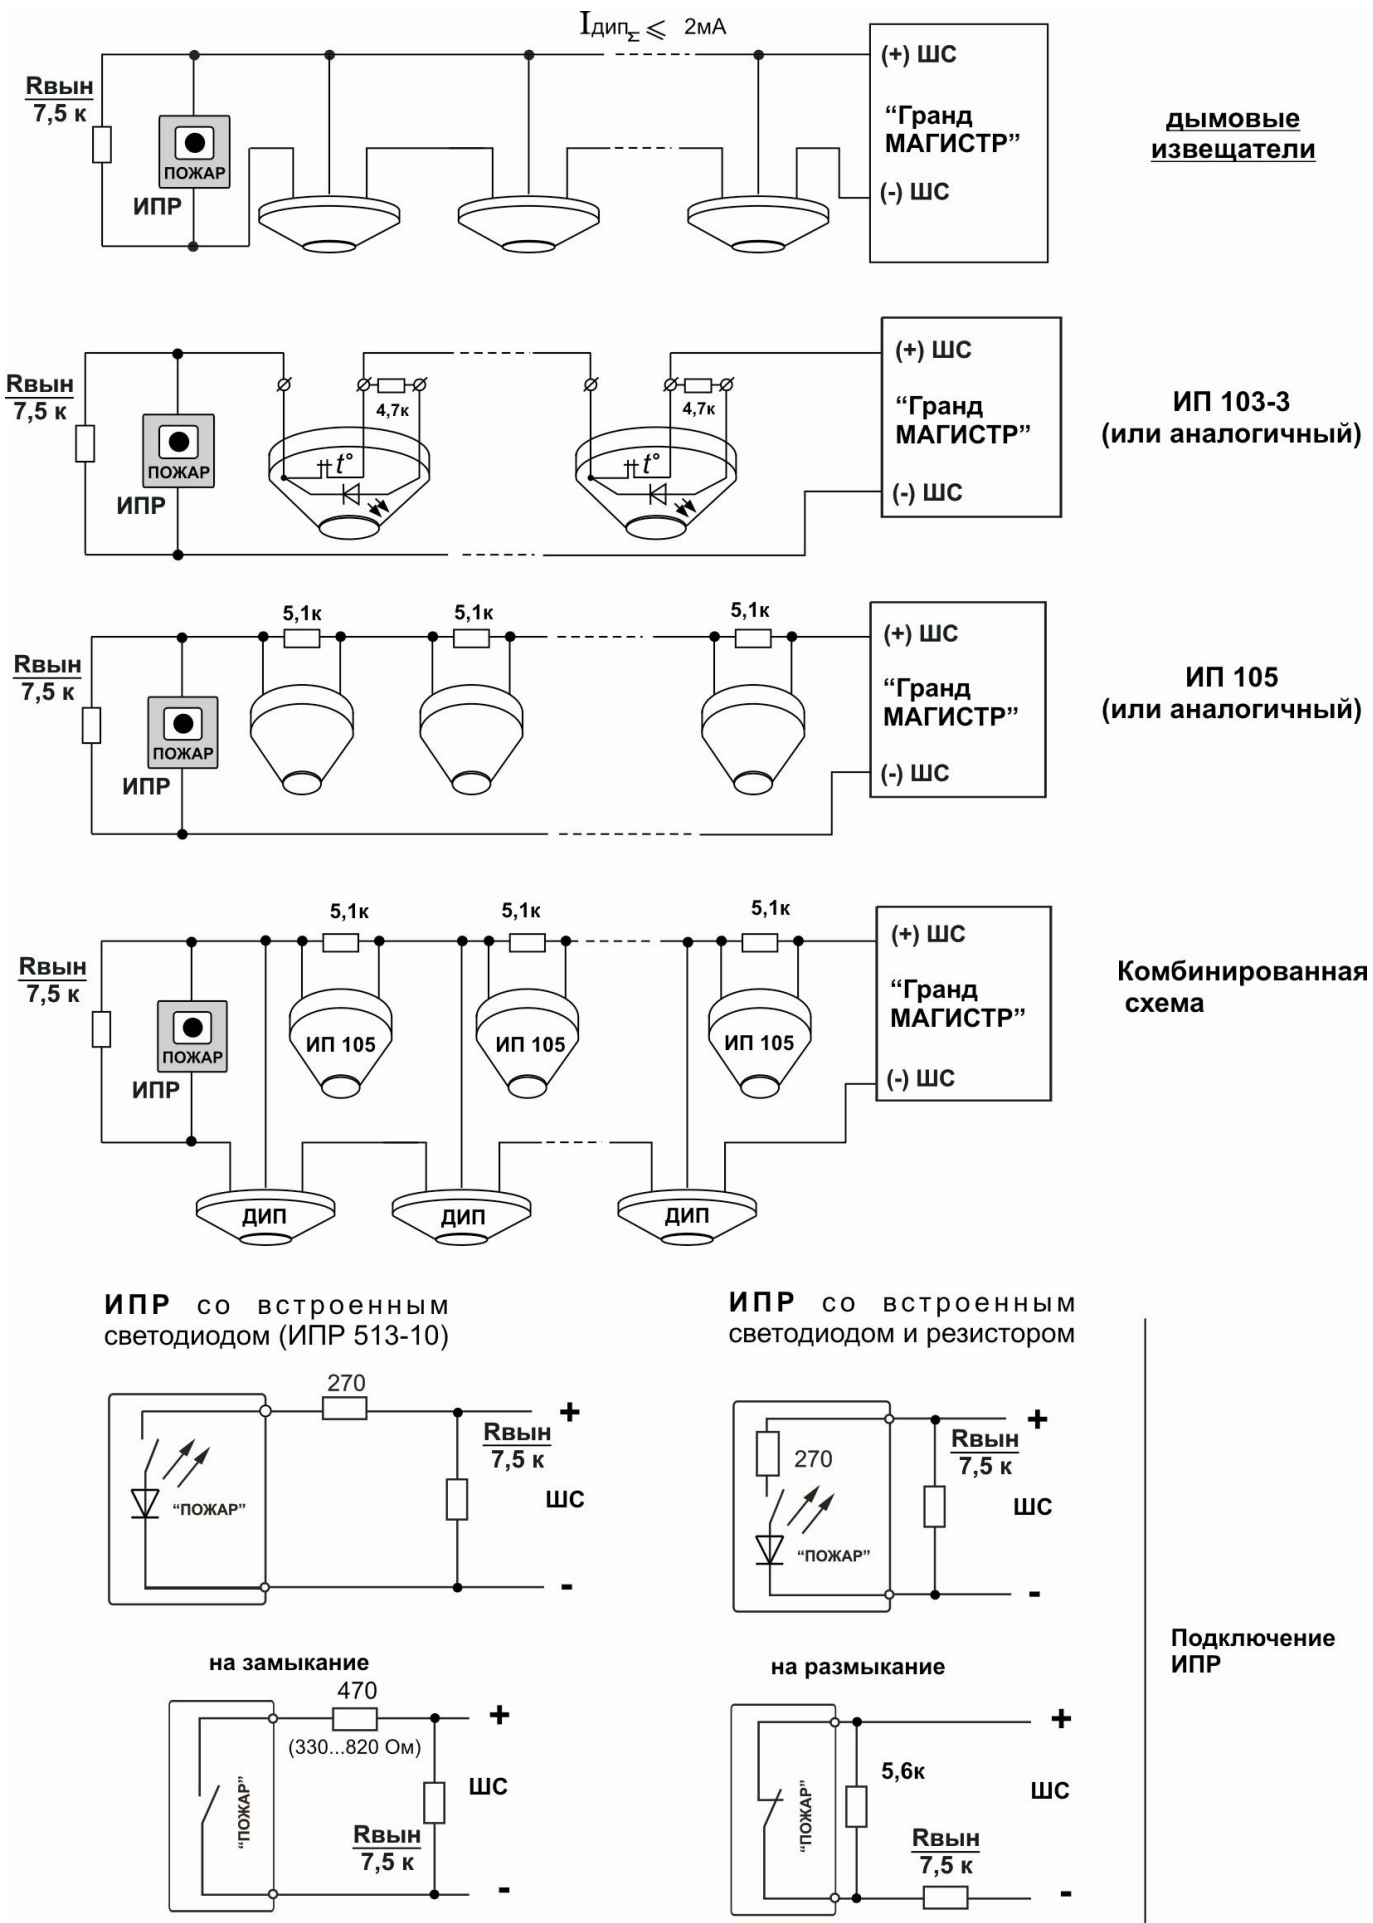 Iдип Σ ⩽ 2мА
(+) ШС
Rвын
7,5 к
“Гранд
МАГИСТР”
дымовые
извещатели
ПОЖАР
ИПР
(-) ШС
(+) ШС
Rвын
7,5 к
4,7к
4,7к
“Гранд
МАГИСТР”
ИП 103-3
(или аналогичный)
t°
t°
ПОЖАР
ИПР
(-) ШС
5,1к
5,1к
5,1к
(+) ШС
Rвын
7,5 к
“Гранд
МАГИСТР”
ИП 105
(или аналогичный)
ПОЖАР
ИПР
(-) ШС
5,1к
5,1к
5,1к
(+) ШС
Rвын
7,5 к
“Гранд
МАГИСТР”
Комбинированная
схема
ПОЖАР
ИП 105
ИП 105
ИП 105
ИПР
(-) ШС
ДИП
ДИП
ДИП
ИПР со встроенным
светодиодом (ИПР 513-10)
270
+
Rвын
7,5 к
“ПОЖАР”
ШС
-
ИПР со встроенным
светодиодом и резистором
+
Rвын
7,5 к
270
ШС
“ПОЖАР”
-
Подключение
ИПР
на замыкание
470
+
(330...820 Ом)
ШС
“ПОЖАР”
Rвын
7,5 к
-
на размыкание
+
5,6к
ШС
“ПОЖАР”
Rвын
7,5 к
-